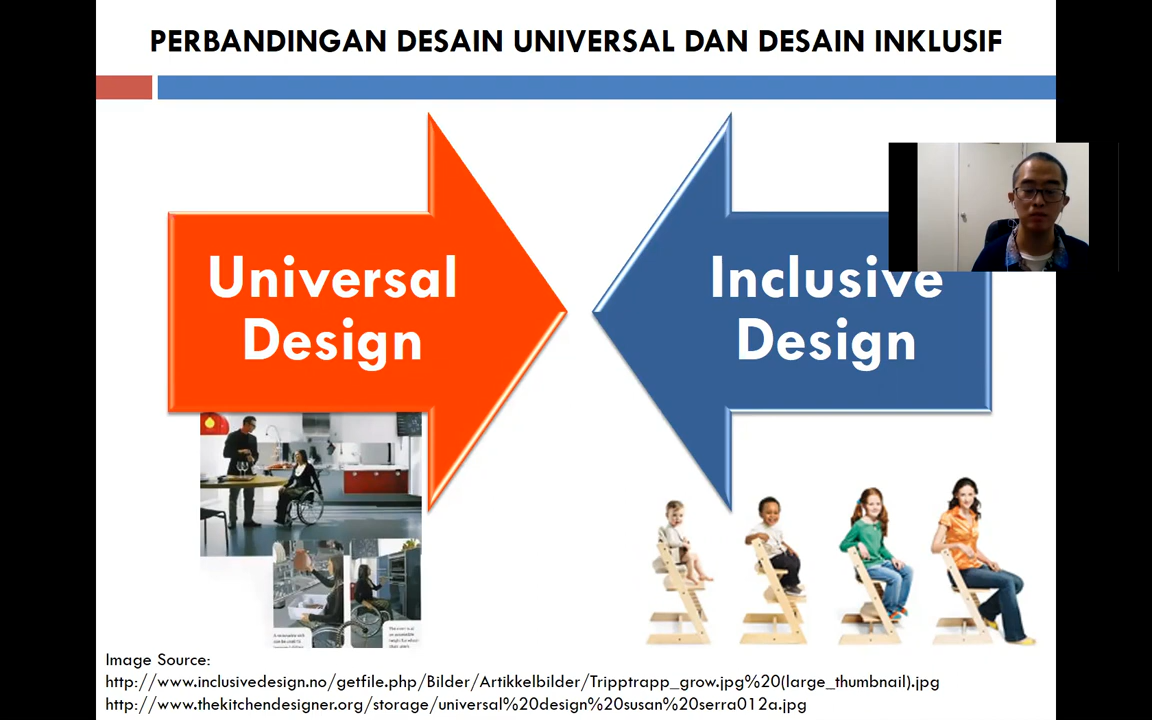 PERBANDINGAN DESAIN UNIVERSAL DAN DESAIN INKLUSIF
Universal
Design
Inclusive
Design
Image Source:
http://www.inclusivedesign.no/getfile.php/Bilder/Artikkelbilder/Tripptrapp_grow.jpg%20(large_thumbnail).jpg
http://www.thekitchendesigner.org/storage/universal%20design%20susan%20serra012a.jpg